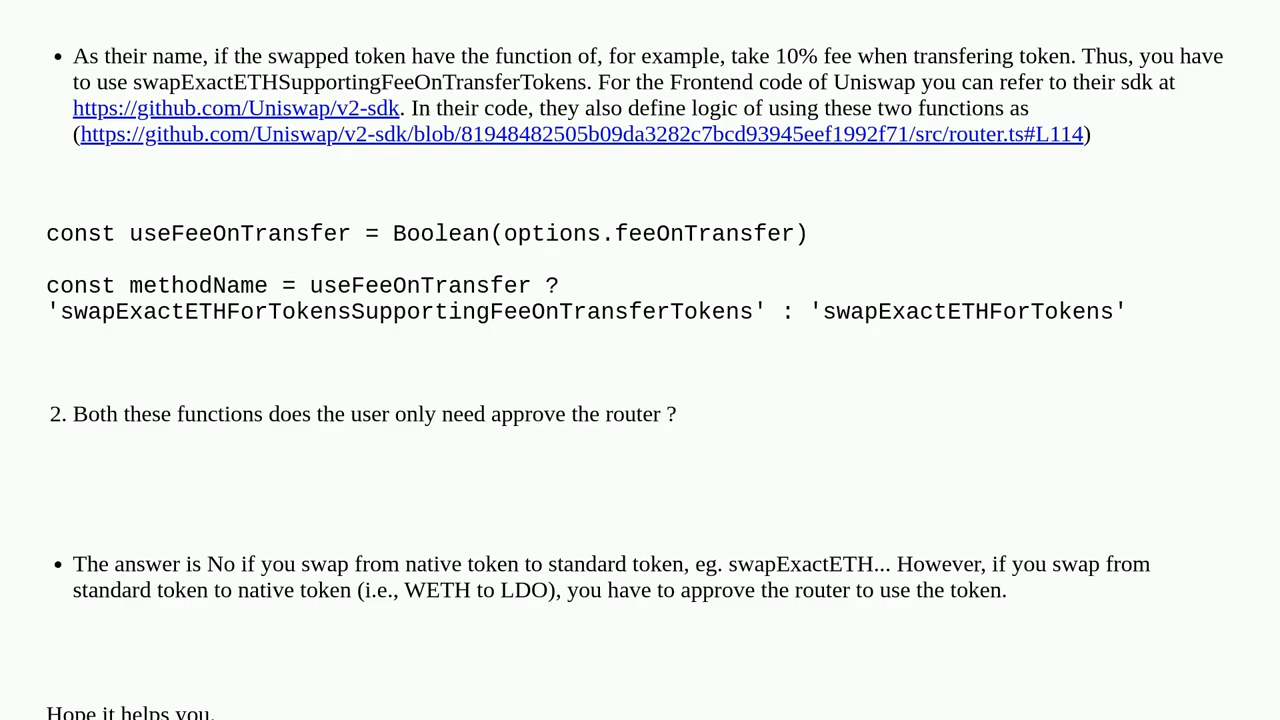 • As their name, if the swapped token have the function of, for example, take 10% fee when transfering token. Thus, you have
to use swapExactETHSupportingFeeOnTransferTokens. For the Frontend code of Uniswap you can refer to their sdk at
https://github.com/Uniswap/v2-sdk. In their code, they also define logic of using these two functions as
(https://github.com/Uniswap/v2-sdk/blob/81948482505b09da3282c7bcd93945eef1992f71/src/router.ts#L114)
const useFeeOnTransfer = Boolean(options.feeOnTransfer)
const methodName = useFeeOnTransfer ?
'swapExactETHForTokensSupportingFeeOnTransferTokens' : 'swapExactETHForTokens'
2. Both these functions does the user only need approve the router ?
• The answer is No if you swap from native token to standard token, eg. swapExactETH... However, if you swap from
standard token to native token (i.e., WETH to LDO), you have to approve the router to use the token.
Hope it helps you.